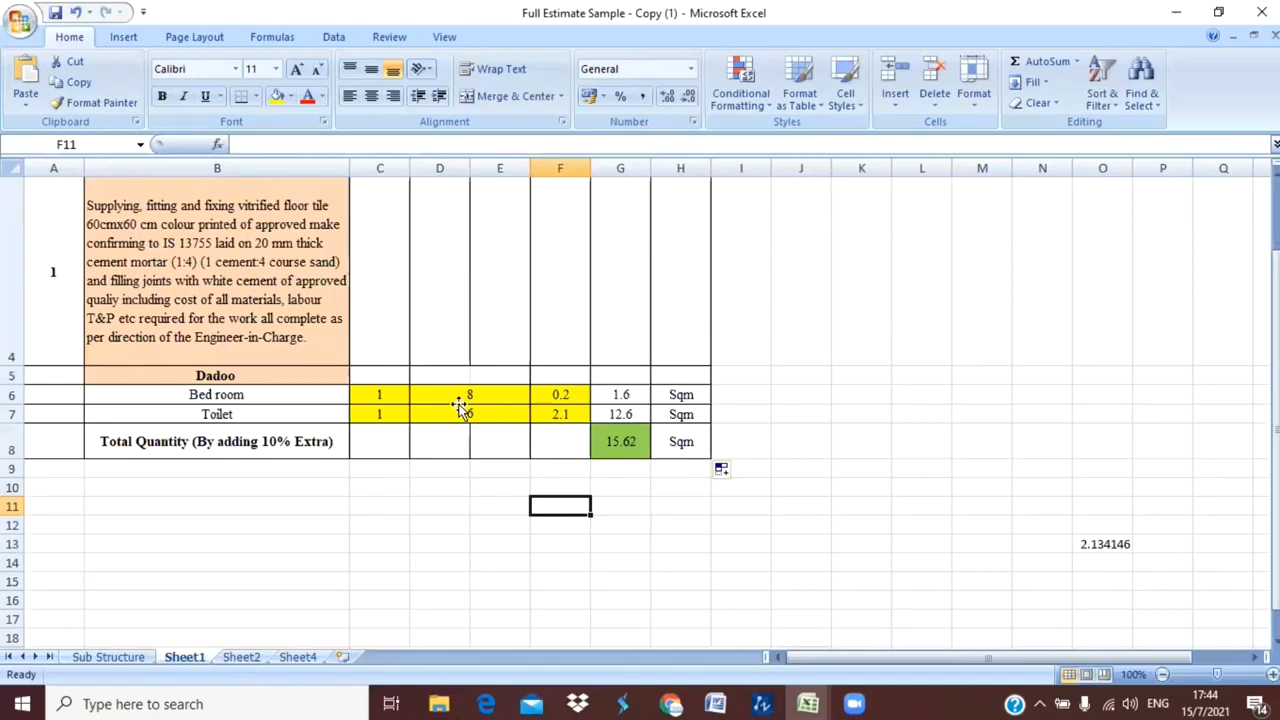 Full Estimate Sample - Copy (1) - Microsoft Excel
Home Insert Page Layout Formulas Data Review View
Paste Cut Copy Format Painter Clipboard
Calibri 11 B I U Font
Wrap Text Merge & Center Alignment
General % , Number
Conditional Formatting Format as Table Cell Styles Styles
Insert Delete Format Cells
Σ AutoSum Fill Clear Sort & Filter Find & Select Editing
F11 fx
A B C D E F G H I J K L M N O P Q
Supplying, fitting and fixing vitrified floor tile
60cmx60 cm colour printed of approved make
confirming to IS 13755 laid on 20 mm thick
cement mortar (1:4) (1 cement:4 course sand)
1
and filling joints with white cement of approved
qualiy including cost of all materials, labour
T&P etc required for the work all complete as
per direction of the Engineer-in-Charge.
4
5 Dadoo
6 Bed room 1 8 0.2 1.6 Sqm
7 Toilet 1 6 2.1 12.6 Sqm
8 Total Quantity (By adding 10% Extra) 15.62 Sqm
9
10
11
12
13 2.134146
14
15
16
17
18
Sub Structure Sheet1 Sheet2 Sheet4
Ready 100%
Type here to search ENG 17:44
15/7/2021 14